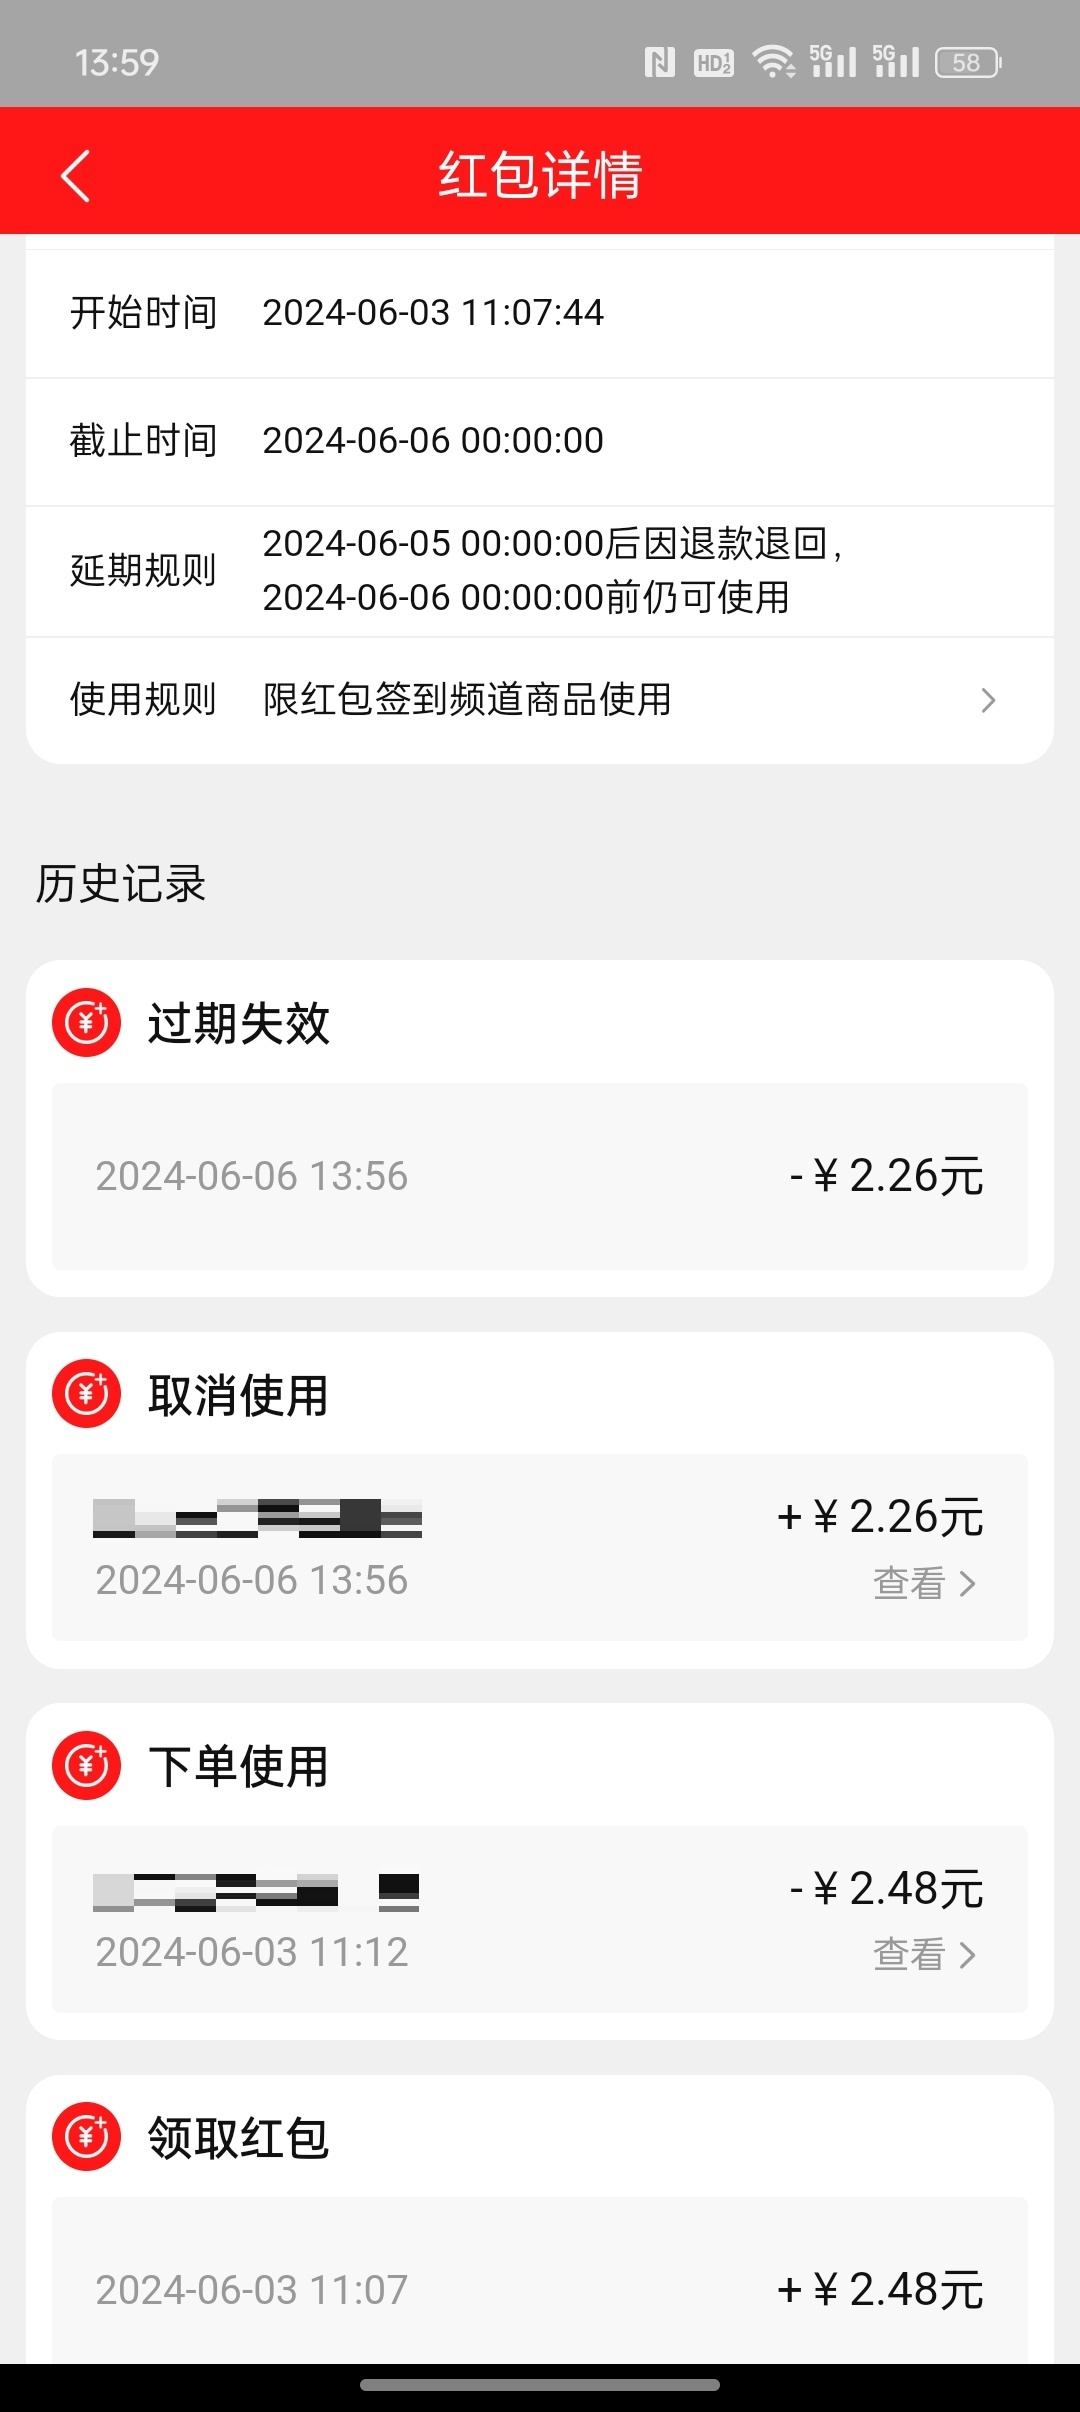 13:59
HD 1 2 5G 5G 58
红包详情
开始时间 2024-06-03 11:07:44
截止时间 2024-06-06 00:00:00
延期规则 2024-06-05 00:00:00后因退款退回，
2024-06-06 00:00:00前仍可使用
使用规则 限红包签到频道商品使用
历史记录
过期失效
2024-06-06 13:56 -￥2.26元
取消使用
+￥2.26元
2024-06-06 13:56 查看
下单使用
-￥2.48元
2024-06-03 11:12 查看
领取红包
2024-06-03 11:07 +￥2.48元